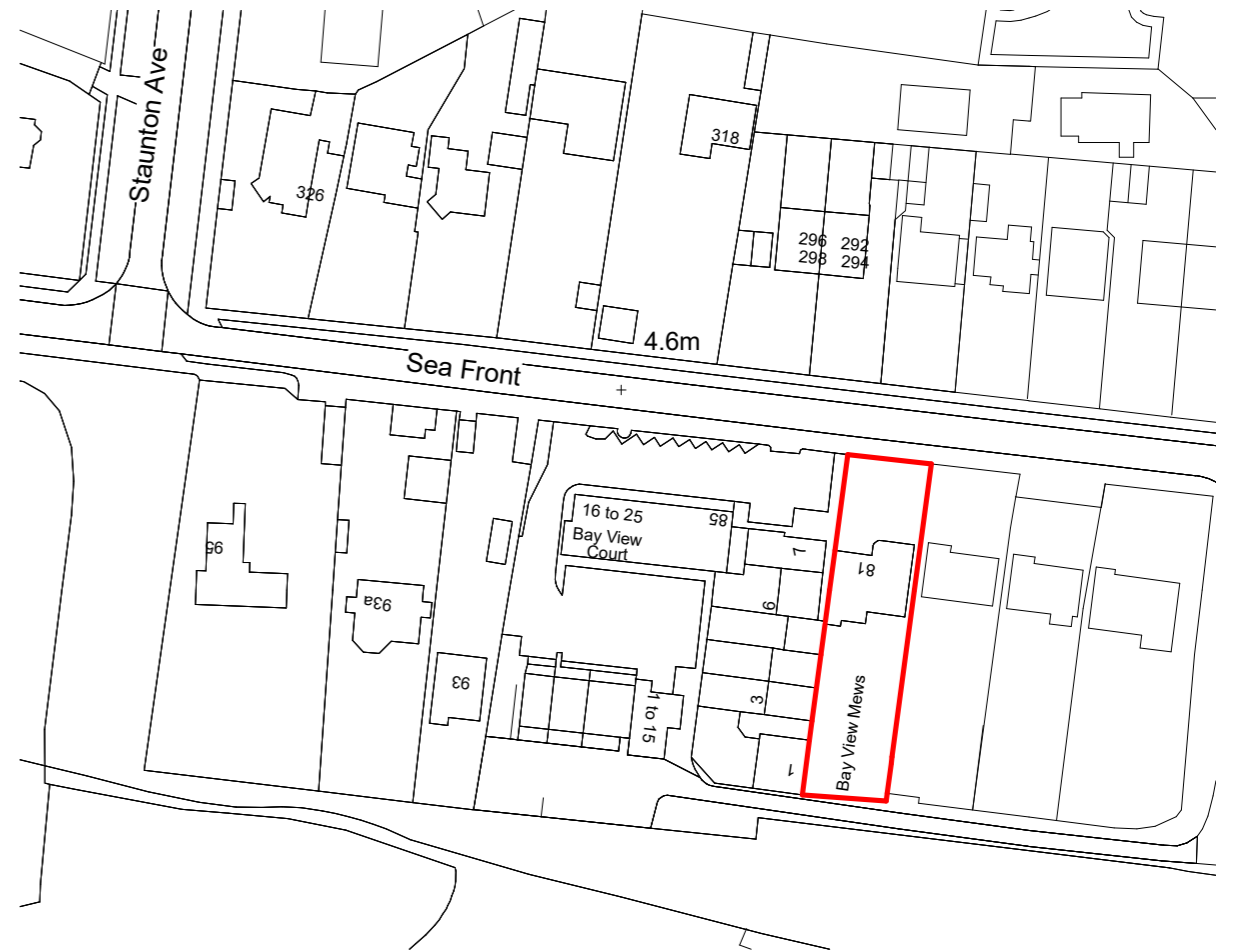 Staunton Ave
326
318
296 292
298 294
4.6m
Sea Front
95
93a
93
16 to 25
Bay View
Court
85
7
6
3
1
1 to 15
81
Bay View Mews